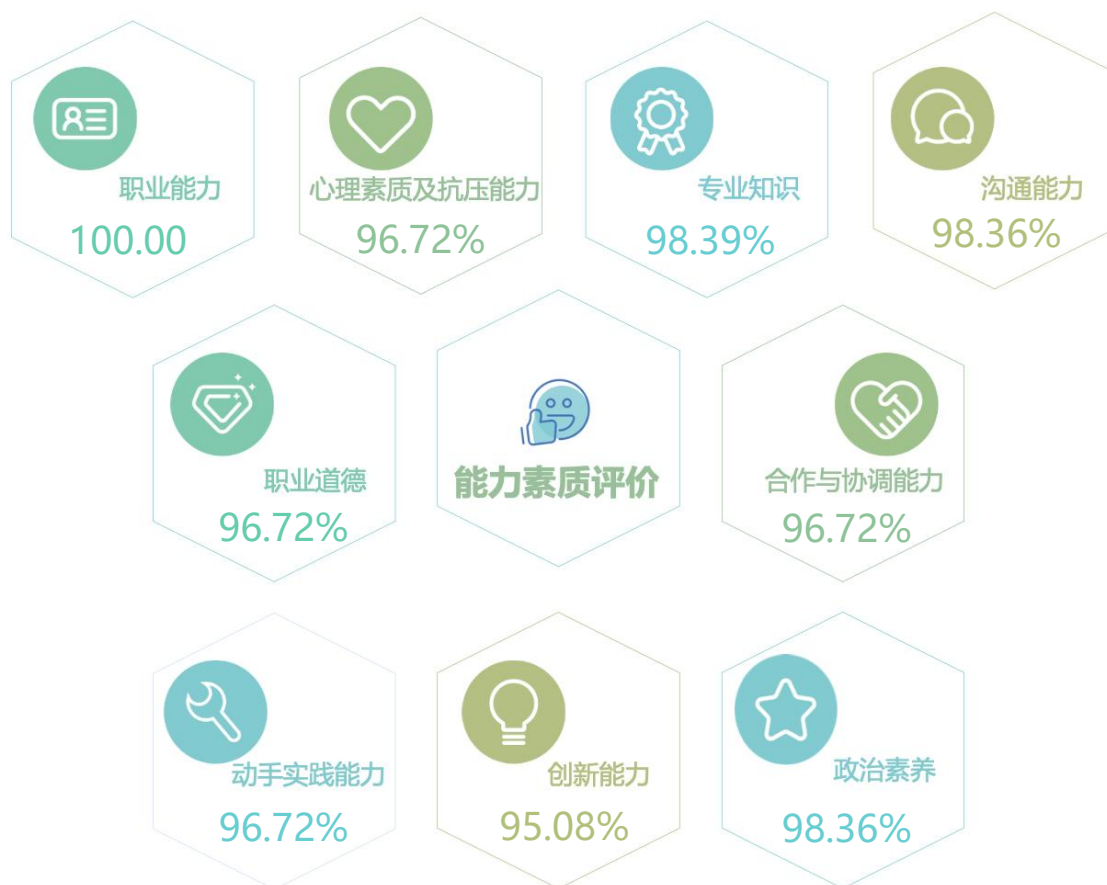 职业能力
100.00
心理素质及抗压能力
96.72%
专业知识
98.39%
沟通能力
98.36%
职业道德
96.72%
能力素质评价
合作与协调能力
96.72%
动手实践能力
96.72%
创新能力
95.08%
政治素养
98.36%